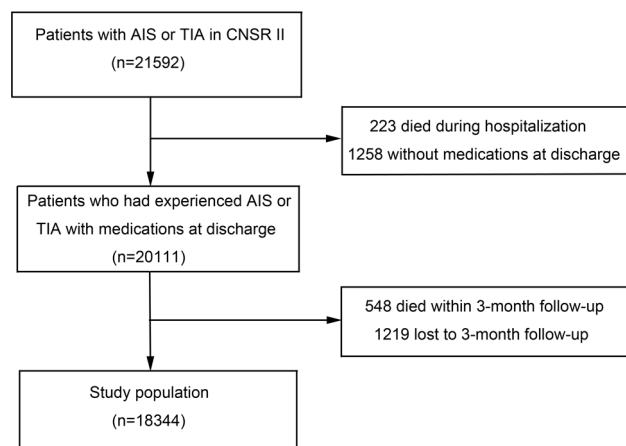 Patients with AIS or TIA in CNSR II
(n=21592)
223 died during hospitalization
1258 without medications at discharge
Patients who had experienced AIS or
TIA with medications at discharge
(n=20111)
548 died within 3-month follow-up
1219 lost to 3-month follow-up
Study population
(n=18344)